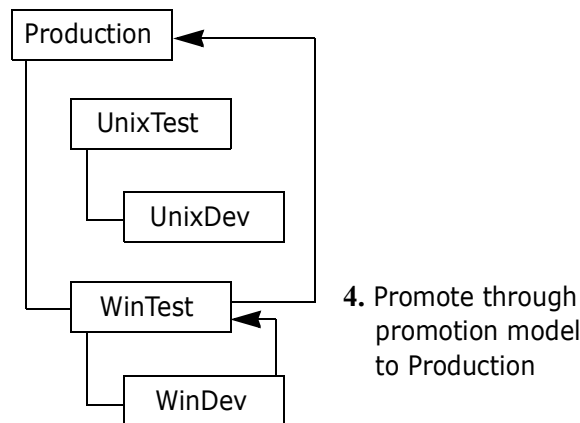 Production
UnixTest
UnixDev
WinTest
4. Promote through
promotion model
to Production
WinDev